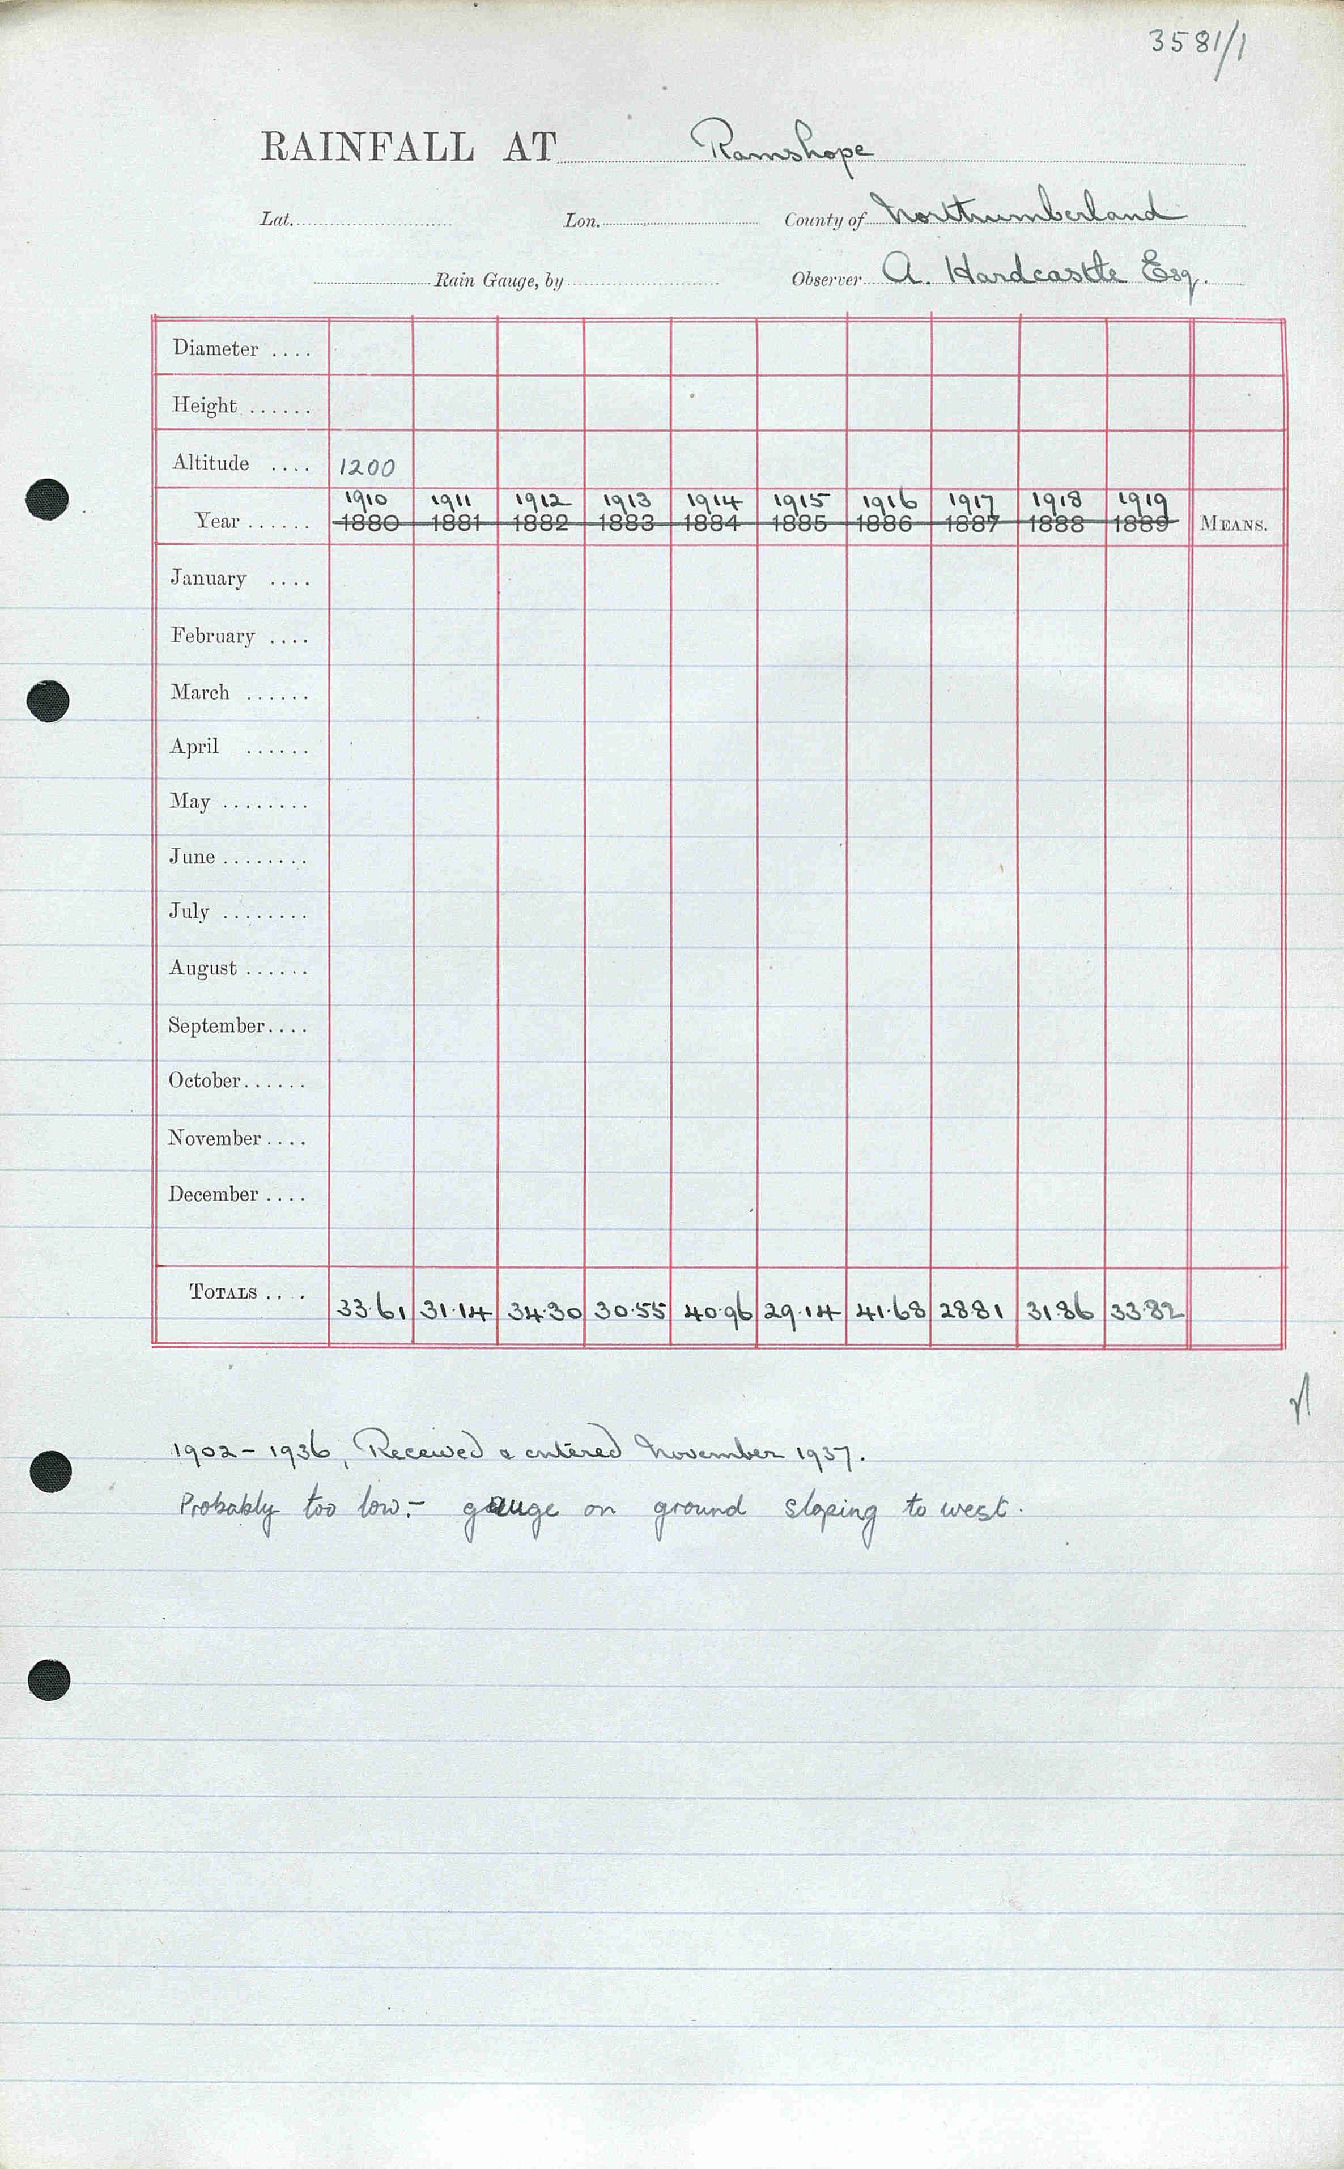 3581/1
RAINFALL AT Ramshope
Lat. Lon. County of Northumberland
Rain Gauge, by Observer A. Hardcastle Esq.
Diameter ....
Height ......
Altitude .... 1200
1910 1911 1912 1913 1914 1915 1916 1917 1918 1919
Year ...... 1880 1881 1882 1883 1884 1885 1886 1887 1888 1889 MEANS.
January ....
February ....
March ......
April ......
May ........
June ........
July ........
August ......
September....
October......
November ....
December ....
TOTALS .... 33.61 31.14 34.30 30.55 40.96 29.14 41.68 28.81 31.86 33.82
1902 - 1936, Received & entered November 1937.
Probably too low:- gauge on ground sloping to west.